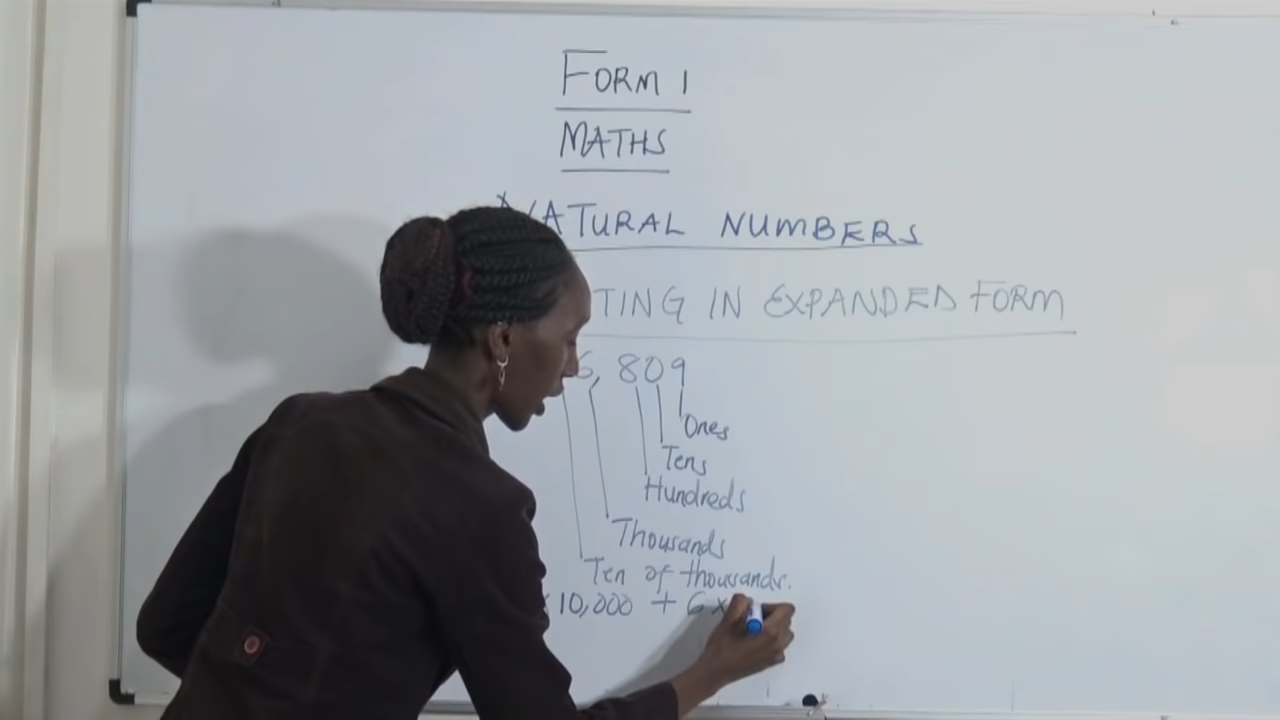 FORM 1
MATHS
NATURAL NUMBERS
TING IN EXPANDED FORM
6, 809
Ones
Tens
Hundreds
Thousands
Ten of thousands.
× 10,000 + 6 ×